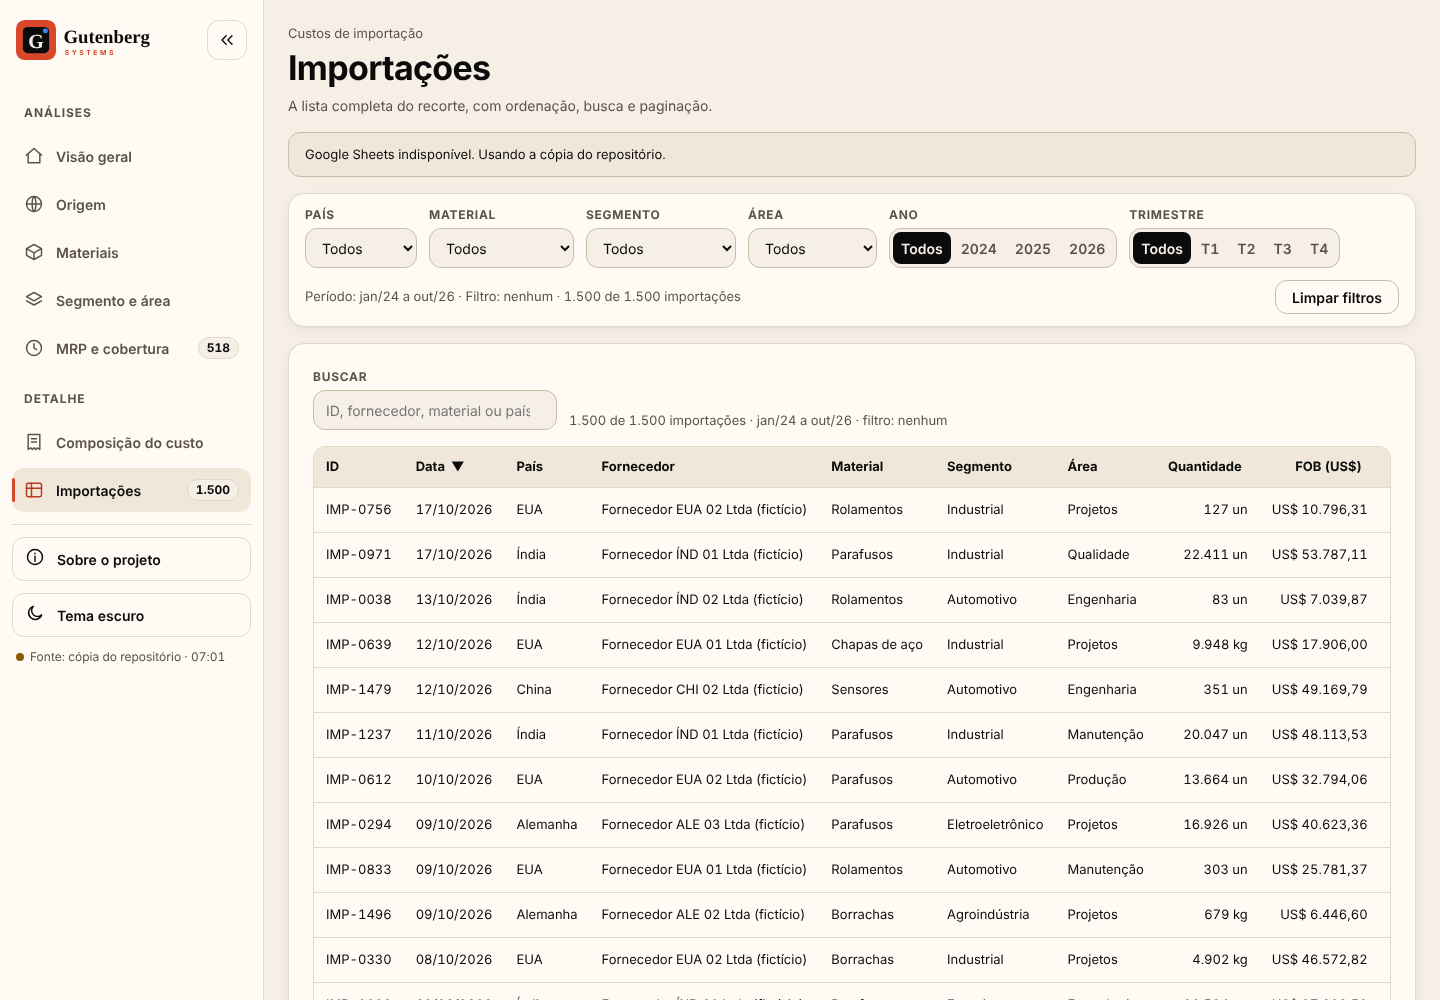 G Gutenberg
SYSTEMS
ANÁLISES
Visão geral
Origem
Materiais
Segmento e área
MRP e cobertura 518
DETALHE
Composição do custo
Importações 1.500
Sobre o projeto
Tema escuro
Fonte: cópia do repositório · 07:01
Custos de importação
Importações
A lista completa do recorte, com ordenação, busca e paginação.
Google Sheets indisponível. Usando a cópia do repositório.
PAÍS MATERIAL SEGMENTO ÁREA ANO TRIMESTRE
Todos Todos Todos Todos Todos 2024 2025 2026 Todos T1 T2 T3 T4
Período: jan/24 a out/26 · Filtro: nenhum · 1.500 de 1.500 importações Limpar filtros
BUSCAR
ID, fornecedor, material ou país 1.500 de 1.500 importações · jan/24 a out/26 · filtro: nenhum
ID Data ▼ País Fornecedor Material Segmento Área Quantidade FOB (US$)
IMP-0756 17/10/2026 EUA Fornecedor EUA 02 Ltda (fictício) Rolamentos Industrial Projetos 127 un US$ 10.796,31
IMP-0971 17/10/2026 Índia Fornecedor ÍND 01 Ltda (fictício) Parafusos Industrial Qualidade 22.411 un US$ 53.787,11
IMP-0038 13/10/2026 Índia Fornecedor ÍND 02 Ltda (fictício) Rolamentos Automotivo Engenharia 83 un US$ 7.039,87
IMP-0639 12/10/2026 EUA Fornecedor EUA 01 Ltda (fictício) Chapas de aço Industrial Projetos 9.948 kg US$ 17.906,00
IMP-1479 12/10/2026 China Fornecedor CHI 02 Ltda (fictício) Sensores Automotivo Engenharia 351 un US$ 49.169,79
IMP-1237 11/10/2026 Índia Fornecedor ÍND 01 Ltda (fictício) Parafusos Industrial Manutenção 20.047 un US$ 48.113,53
IMP-0612 10/10/2026 EUA Fornecedor EUA 02 Ltda (fictício) Parafusos Automotivo Produção 13.664 un US$ 32.794,06
IMP-0294 09/10/2026 Alemanha Fornecedor ALE 03 Ltda (fictício) Parafusos Eletroeletrônico Projetos 16.926 un US$ 40.623,36
IMP-0833 09/10/2026 EUA Fornecedor EUA 01 Ltda (fictício) Rolamentos Automotivo Manutenção 303 un US$ 25.781,37
IMP-1496 09/10/2026 Alemanha Fornecedor ALE 02 Ltda (fictício) Borrachas Agroindústria Projetos 679 kg US$ 6.446,60
IMP-0330 08/10/2026 EUA Fornecedor EUA 02 Ltda (fictício) Borrachas Industrial Projetos 4.902 kg US$ 46.572,82